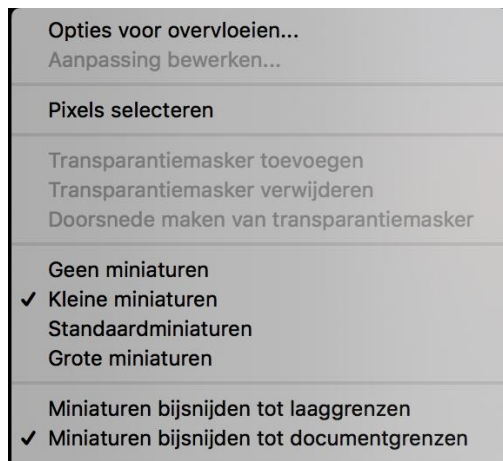 Opties voor overvloeien...
Aanpassing bewerken...
Pixels selecteren
Transparantiemasker toevoegen
Transparantiemasker verwijderen
Doorsnede maken van transparantiemasker
Geen miniaturen
✓ Kleine miniaturen
Standaardminiaturen
Grote miniaturen
Miniaturen bijsnijden tot laaggrenzen
✓ Miniaturen bijsnijden tot documentgrenzen